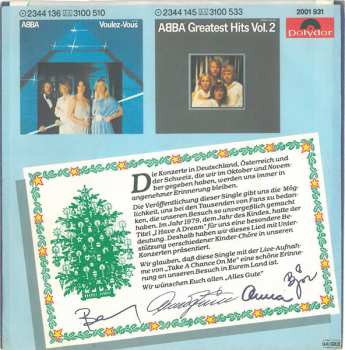 2344 136 3100 510
2344 145 3100 533
2001 931
ABBA Voulez-Vous
ABBA Greatest Hits Vol. 2
Polydor
Die Konzerte in Deutschland, Österreich und
der Schweiz, die wir im Oktober und Novem-
ber gegeben haben, werden uns immer in
angenehmer Erinnerung bleiben.
Die Veröffentlichung dieser Single gibt uns die Mög-
lichkeit, uns bei den Tausenden von Fans zu bedan-
ken, die unseren Besuch so unvergeßlich gemacht
haben. Im Jahr 1979, dem Jahr des Kindes, hatte der
Titel „I Have A Dream" für uns eine besondere Be-
deutung. Deshalb haben wir dieses Lied mit Unter-
stützung verschiedener Kinder-Chöre in unseren
Konzerten präsentiert.
Wir glauben, daß diese Single mit der Live-Aufnah-
me von „Take A Chance On Me" eine schöne Erinne-
rung an unseren Besuch in Eurem Land ist.
Wir wünschen Euch allen „Alles Gute"
Anna Björn